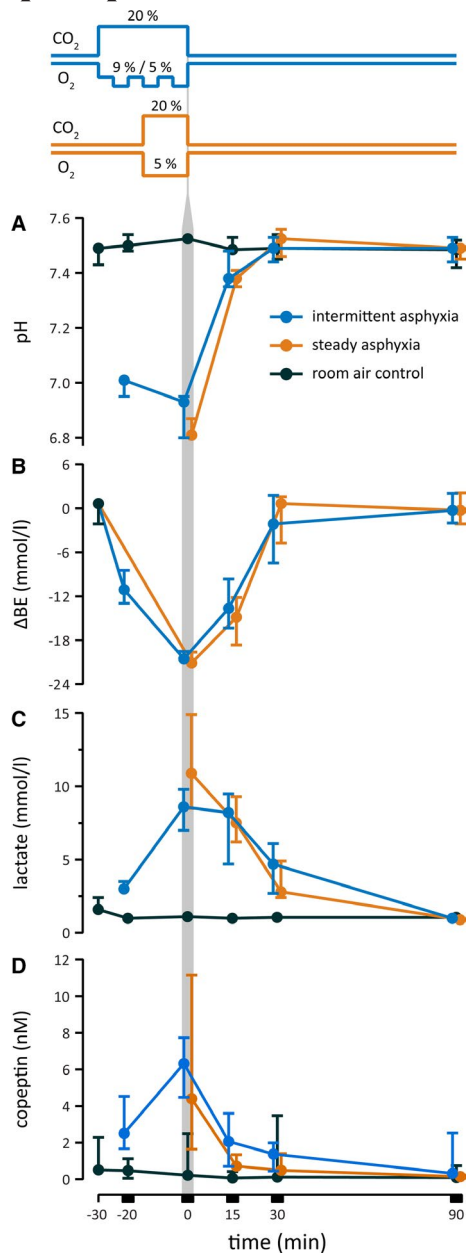 20 %
CO2
9 % / 5 %
O2
20 %
CO2
5 %
O2
A
7.6
7.4
7.2
7.0
6.8
pH
intermittent asphyxia
steady asphyxia
room air control
B
6
0
-6
-12
-18
-24
ΔBE (mmol/l)
C
15
10
5
0
lactate (mmol/l)
D
12
10
8
6
4
2
0
copeptin (nM)
-30 -20 0 15 30 90
time (min)